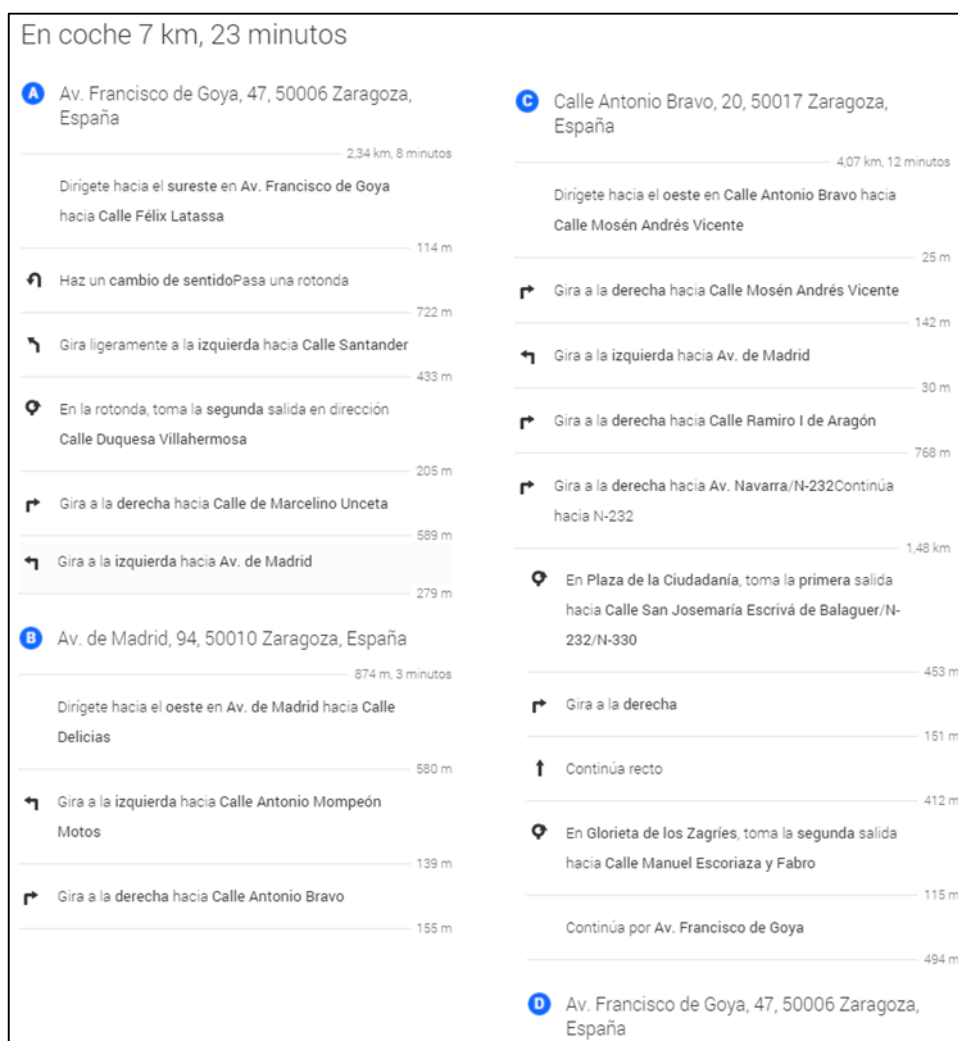 En coche 7 km, 23 minutos
A
Av. Francisco de Goya, 47, 50006 Zaragoza,
España
2,34 km, 8 minutos
Dirígete hacia el sureste en Av. Francisco de Goya
hacia Calle Félix Latassa
114 m
Haz un cambio de sentidoPasa una rotonda
722 m
Gira ligeramente a la izquierda hacia Calle Santander
433 m
En la rotonda, toma la segunda salida en dirección
Calle Duquesa Villahermosa
205 m
Gira a la derecha hacia Calle de Marcelino Unceta
589 m
Gira a la izquierda hacia Av. de Madrid
279 m
B
Av. de Madrid, 94, 50010 Zaragoza, España
874 m, 3 minutos
Dirígete hacia el oeste en Av. de Madrid hacia Calle
Delicias
580 m
Gira a la izquierda hacia Calle Antonio Mompeón
Motos
139 m
Gira a la derecha hacia Calle Antonio Bravo
155 m
C
Calle Antonio Bravo, 20, 50017 Zaragoza,
España
4,07 km, 12 minutos
Dirígete hacia el oeste en Calle Antonio Bravo hacia
Calle Mosén Andrés Vicente
25 m
Gira a la derecha hacia Calle Mosén Andrés Vicente
142 m
Gira a la izquierda hacia Av. de Madrid
30 m
Gira a la derecha hacia Calle Ramiro I de Aragón
768 m
Gira a la derecha hacia Av. Navarra/N-232Continúa
hacia N-232
1,48 km
En Plaza de la Ciudadanía, toma la primera salida
hacia Calle San Josemaría Escrivá de Balaguer/N-
232/N-330
453 m
Gira a la derecha
151 m
Continúa recto
412 m
En Glorieta de los Zagríes, toma la segunda salida
hacia Calle Manuel Escoriaza y Fabro
115 m
Continúa por Av. Francisco de Goya
494 m
D
Av. Francisco de Goya, 47, 50006 Zaragoza,
España